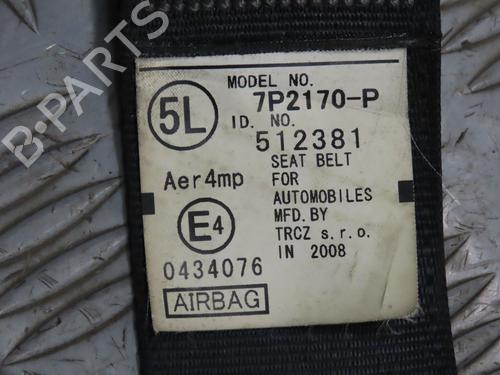 MODEL NO.
5L 7P2170-P
ID. NO.
512381
SEAT BELT
Aer4mp FOR
AUTOMOBILES
E4 MFD. BY
TRCZ s.r.o.
0434076 IN 2008
AIRBAG